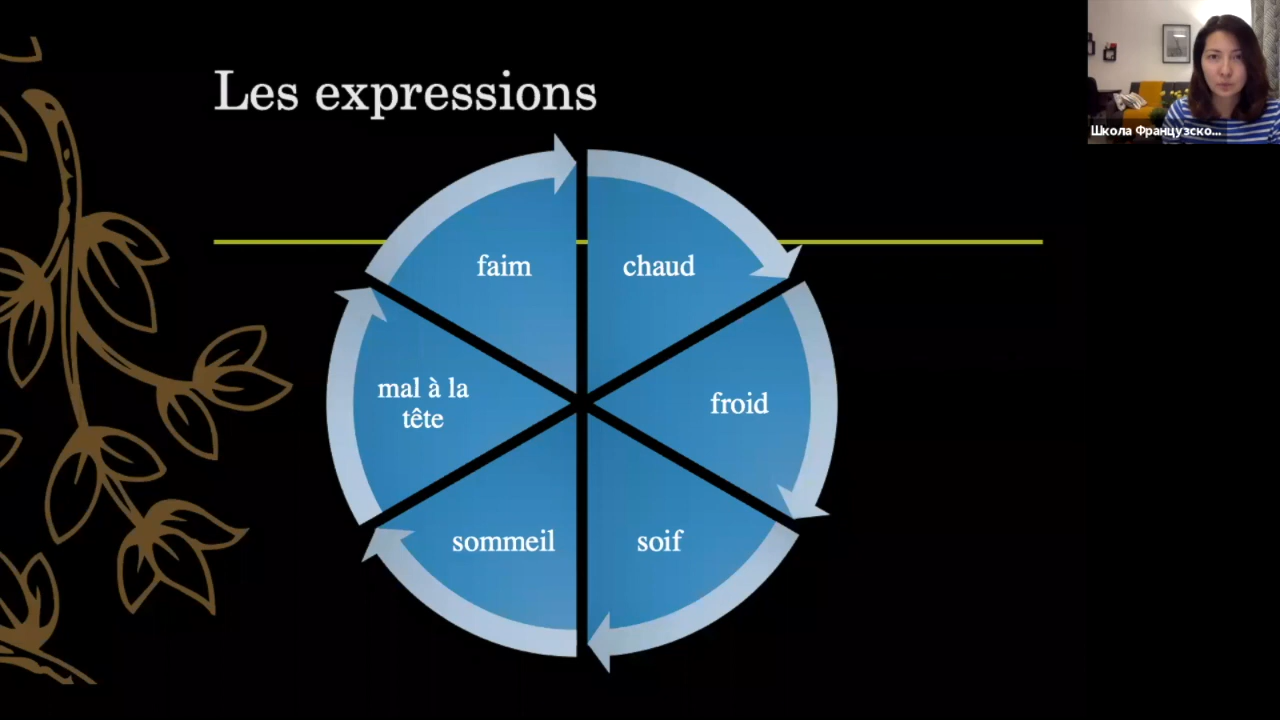 Les expressions
faim
chaud
mal à la
tête
froid
sommeil
soif
Школа Французско...